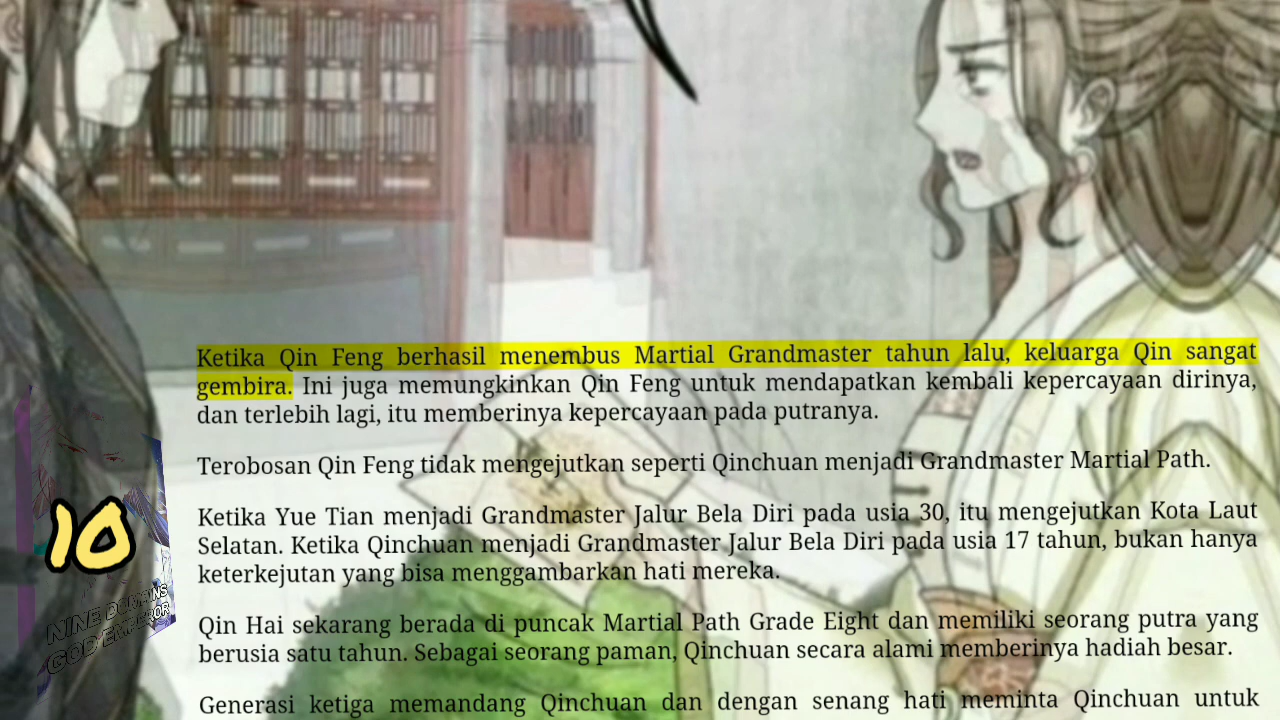 Ketika Qin Feng berhasil menembus Martial Grandmaster tahun lalu, keluarga Qin sangat
gembira. Ini juga memungkinkan Qin Feng untuk mendapatkan kembali kepercayaan dirinya,
dan terlebih lagi, itu memberinya kepercayaan pada putranya.
Terobosan Qin Feng tidak mengejutkan seperti Qinchuan menjadi Grandmaster Martial Path.
Ketika Yue Tian menjadi Grandmaster Jalur Bela Diri pada usia 30, itu mengejutkan Kota Laut
Selatan. Ketika Qinchuan menjadi Grandmaster Jalur Bela Diri pada usia 17 tahun, bukan hanya
keterkejutan yang bisa menggambarkan hati mereka.
Qin Hai sekarang berada di puncak Martial Path Grade Eight dan memiliki seorang putra yang
berusia satu tahun. Sebagai seorang paman, Qinchuan secara alami memberinya hadiah besar.
Generasi ketiga memandang Qinchuan dan dengan senang hati meminta Qinchuan untuk
10
NINE DOMAINS
GOD EMPEROR